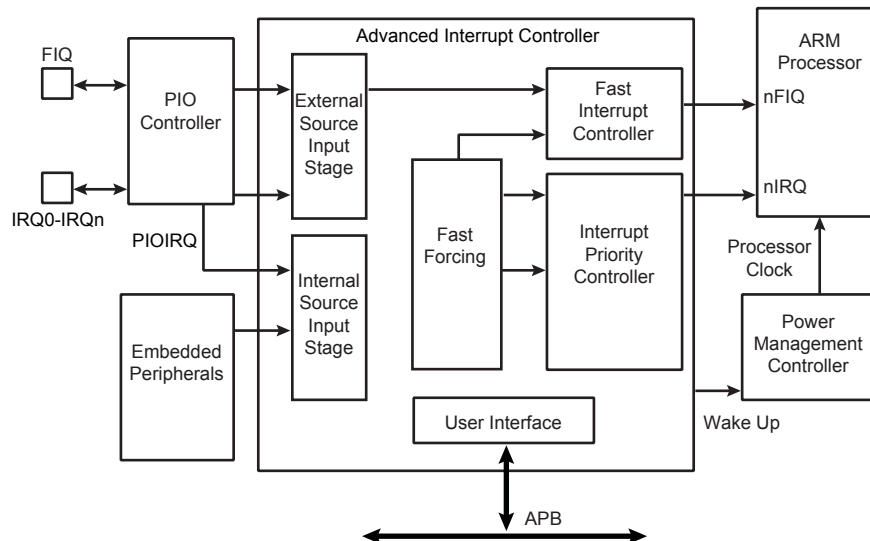 FIQ
IRQ0-IRQn
PIO
Controller
PIOIRQ
Embedded
Peripherals
Advanced Interrupt Controller
External
Source
Input
Stage
Internal
Source
Input
Stage
Fast
Forcing
Fast
Interrupt
Controller
Interrupt
Priority
Controller
User Interface
APB
ARM
Processor
nFIQ
nIRQ
Processor
Clock
Power
Management
Controller
Wake Up